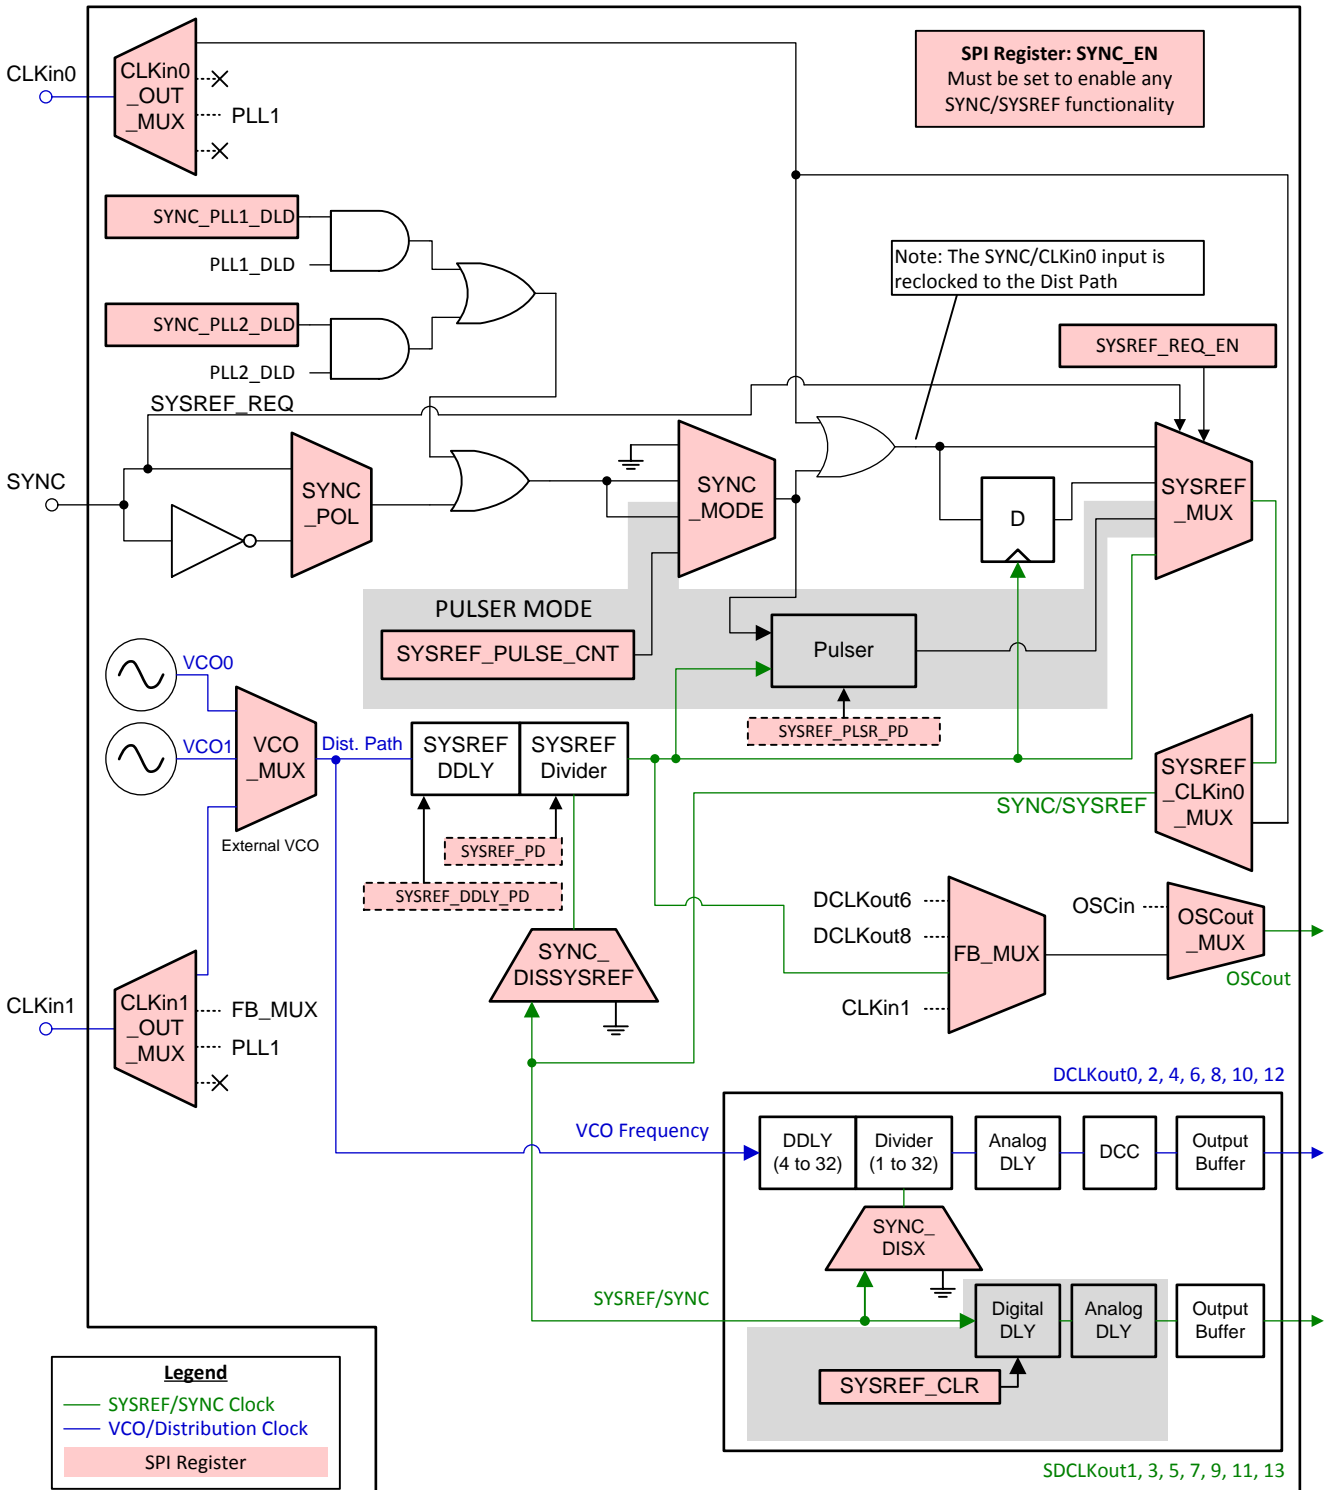 CLKin0
CLKin0
_OUT
_MUX
PLL1
SPI Register: SYNC_EN
Must be set to enable any
SYNC/SYSREF functionality
SYNC_PLL1_DLD
PLL1_DLD
SYNC_PLL2_DLD
PLL2_DLD
Note: The SYNC/CLKin0 input is
reclocked to the Dist Path
SYSREF_REQ_EN
SYSREF_REQ
SYNC
SYNC
_POL
SYNC
_MODE
D
SYSREF
_MUX
PULSER MODE
SYSREF_PULSE_CNT
Pulser
SYSREF_PLSR_PD
VCO0
VCO1
VCO
_MUX
External VCO
Dist. Path
SYSREF
DDLY
SYSREF
Divider
SYSREF_PD
SYSREF_DDLY_PD
SYNC/SYSREF
SYSREF
_CLKin0
_MUX
SYNC_
DISSYSREF
DCLKout6
DCLKout8
CLKin1
FB_MUX
OSCin
OSCout
_MUX
OSCout
CLKin1
CLKin1
_OUT
_MUX
FB_MUX
PLL1
DCLKout0, 2, 4, 6, 8, 10, 12
VCO Frequency
DDLY
(4 to 32)
Divider
(1 to 32)
Analog
DLY
DCC
Output
Buffer
SYNC_
DISX
SYSREF/SYNC
Digital
DLY
Analog
DLY
Output
Buffer
SYSREF_CLR
SDCLKout1, 3, 5, 7, 9, 11, 13
Legend
SYSREF/SYNC Clock
VCO/Distribution Clock
SPI Register